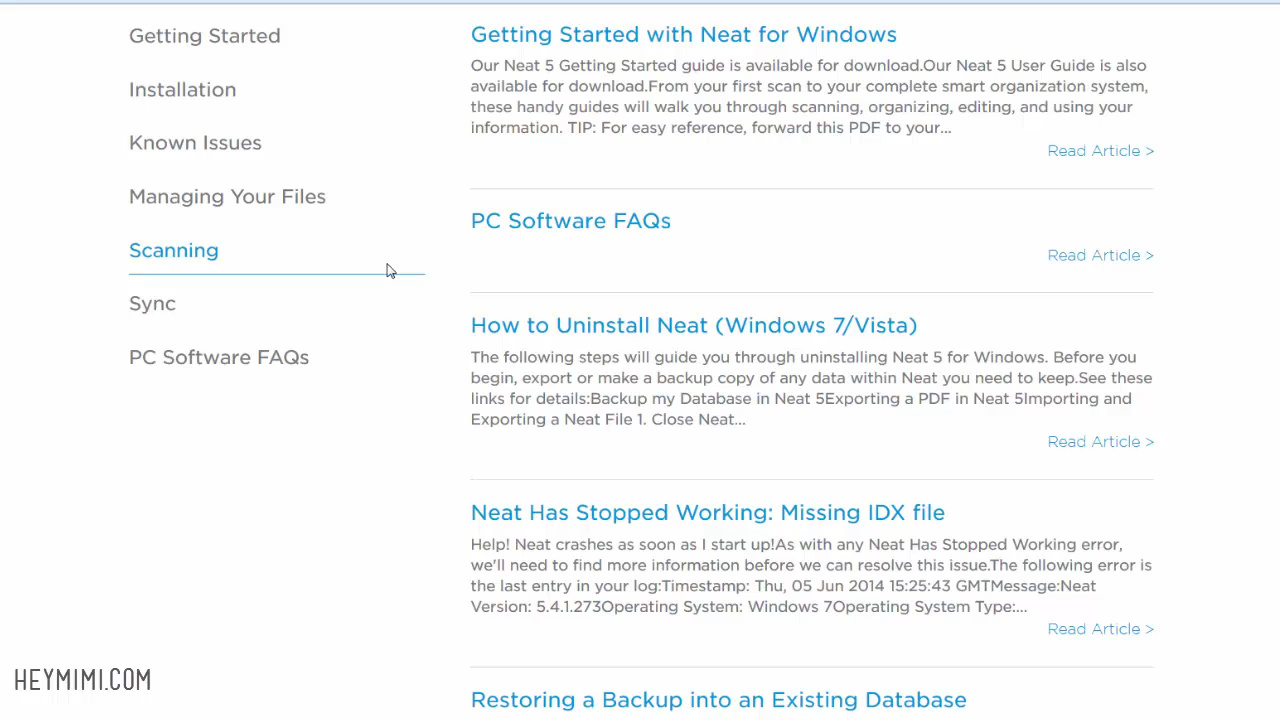 Getting Started
Installation
Known Issues
Managing Your Files
Scanning
Sync
PC Software FAQs
Getting Started with Neat for Windows
Our Neat 5 Getting Started guide is available for download.Our Neat 5 User Guide is also
available for download.From your first scan to your complete smart organization system,
these handy guides will walk you through scanning, organizing, editing, and using your
information. TIP: For easy reference, forward this PDF to your...
Read Article >
PC Software FAQs
Read Article >
How to Uninstall Neat (Windows 7/Vista)
The following steps will guide you through uninstalling Neat 5 for Windows. Before you
begin, export or make a backup copy of any data within Neat you need to keep.See these
links for details:Backup my Database in Neat 5Exporting a PDF in Neat 5Importing and
Exporting a Neat File 1. Close Neat...
Read Article >
Neat Has Stopped Working: Missing IDX file
Help! Neat crashes as soon as I start up!As with any Neat Has Stopped Working error,
we'll need to find more information before we can resolve this issue.The following error is
the last entry in your log:Timestamp: Thu, 05 Jun 2014 15:25:43 GMTMessage:Neat
Version: 5.4.1.273Operating System: Windows 7Operating System Type:...
Read Article >
Restoring a Backup into an Existing Database
HEYMIMI.COM